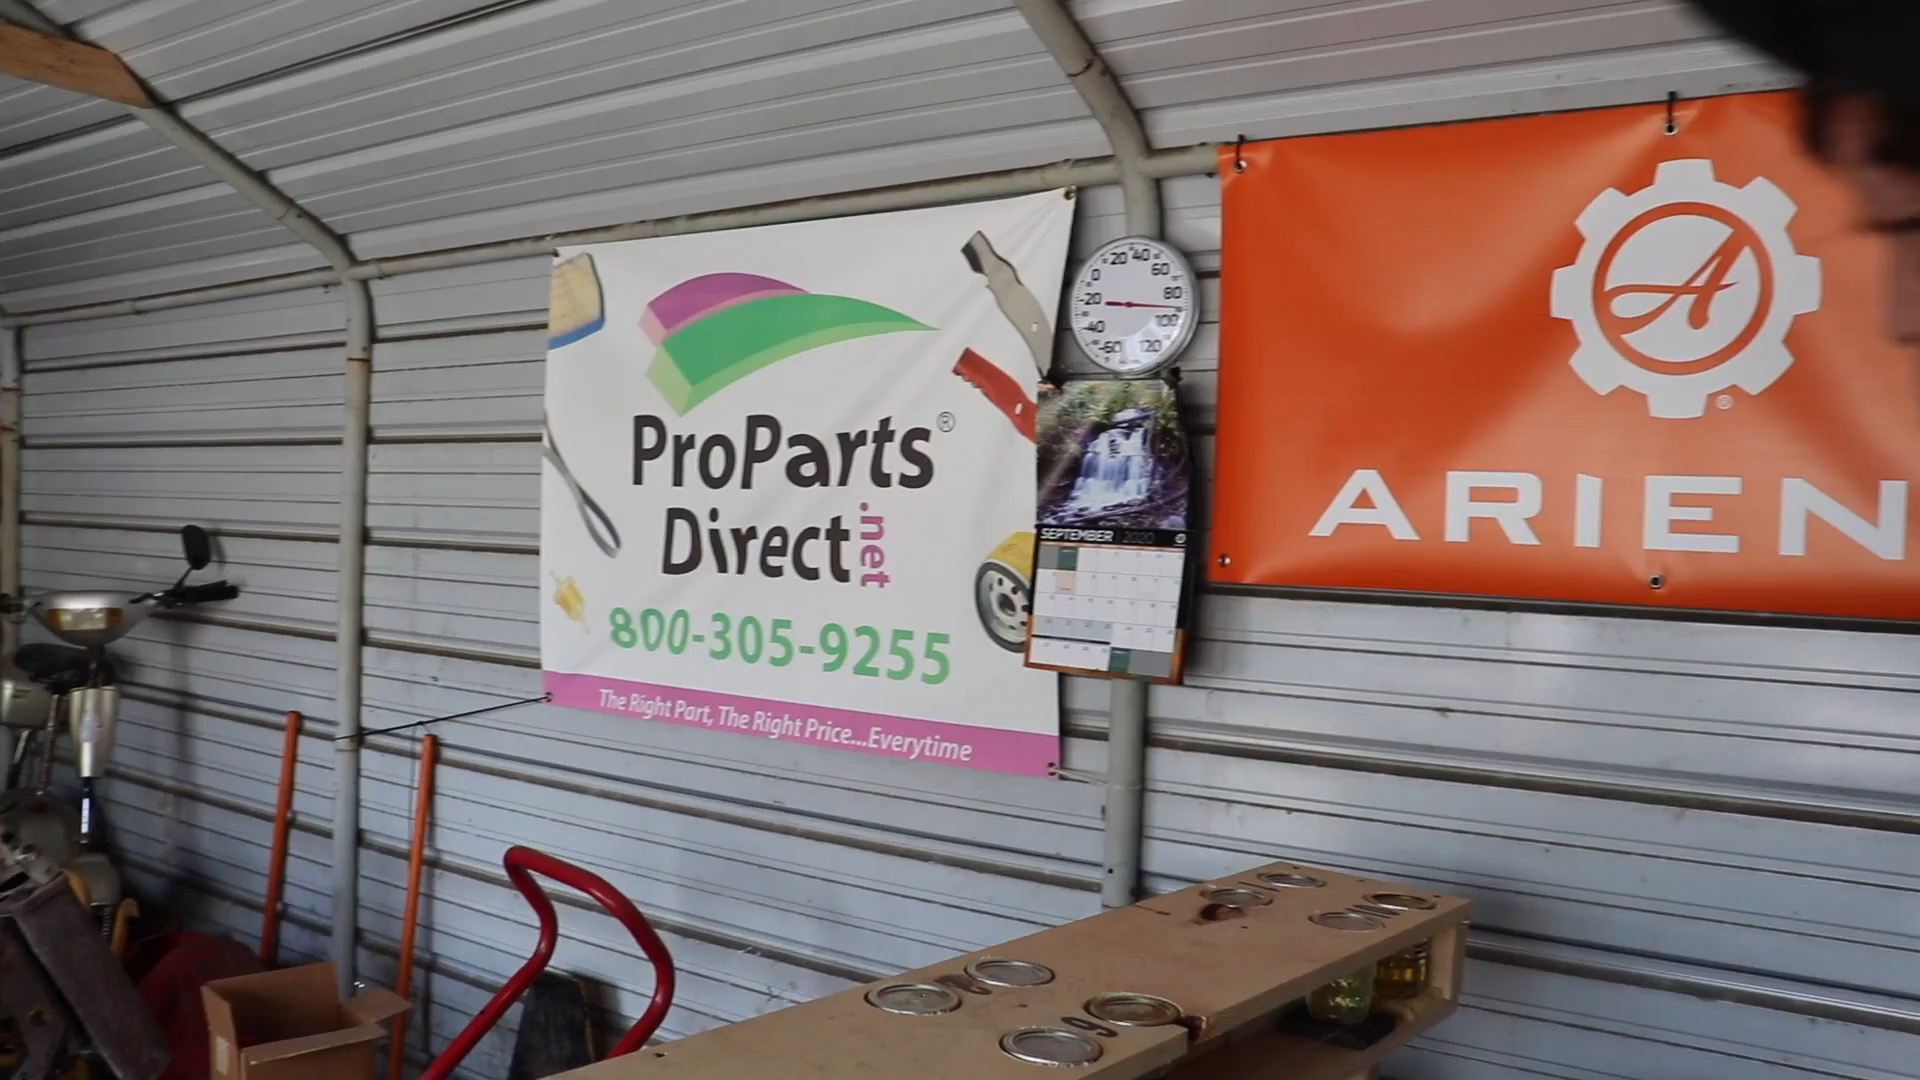 ProParts®
Direct.net
800-305-9255
The Right Part, The Right Price...Everytime
-60 -40 -20 0 20 40 60 80 100 120
SEPTEMBER 2020
A
®
ARIEN
6